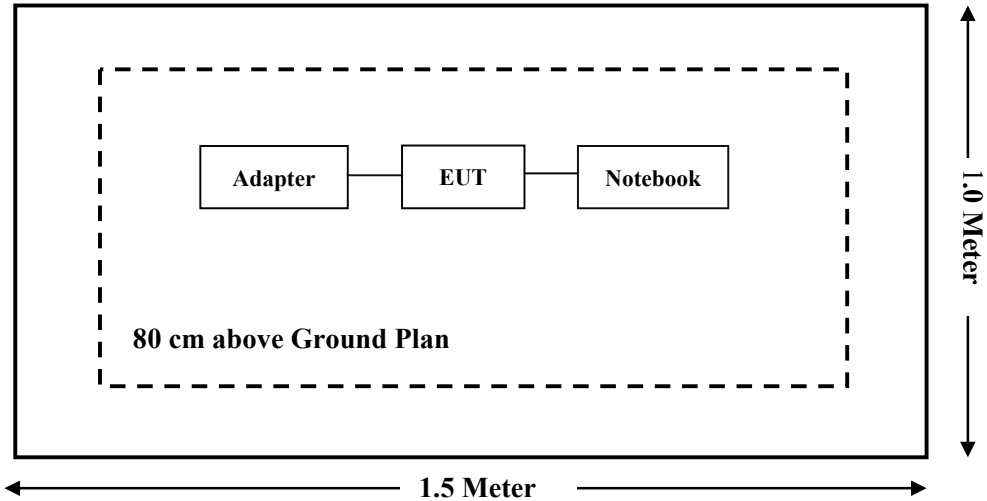 Adapter
EUT
Notebook
1.0 Meter
80 cm above Ground Plan
1.5 Meter